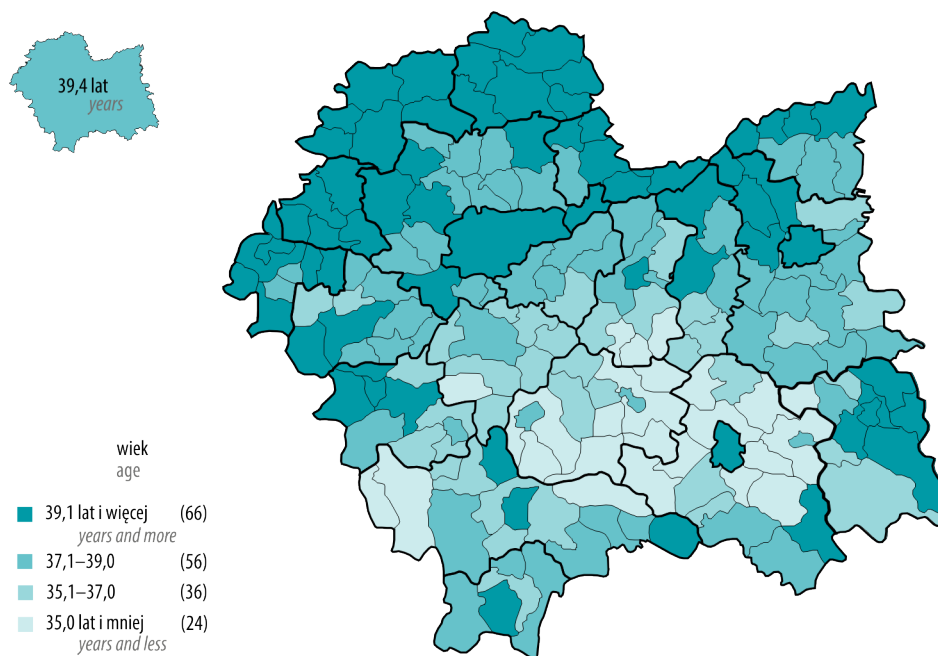 39,4 lat
years
wiek
age
39,1 lat i więcej (66)
years and more
37,1–39,0 (56)
35,1–37,0 (36)
35,0 lat i mniej (24)
years and less